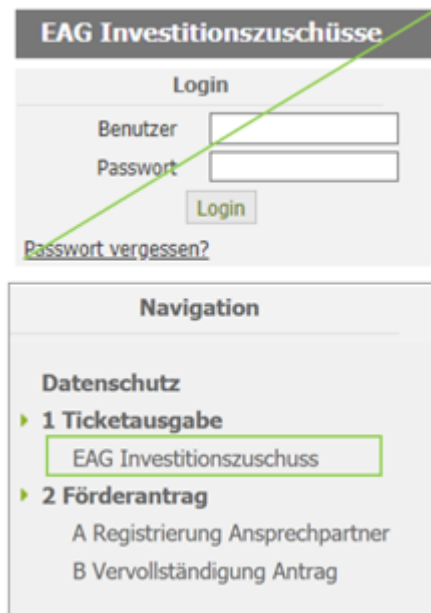 EAG Investitionszuschüsse
Login
Benutzer
Passwort
Login
Passwort vergessen?
Navigation
Datenschutz
1 Ticketausgabe
EAG Investitionszuschuss
2 Förderantrag
A Registrierung Ansprechpartner
B Vervollständigung Antrag